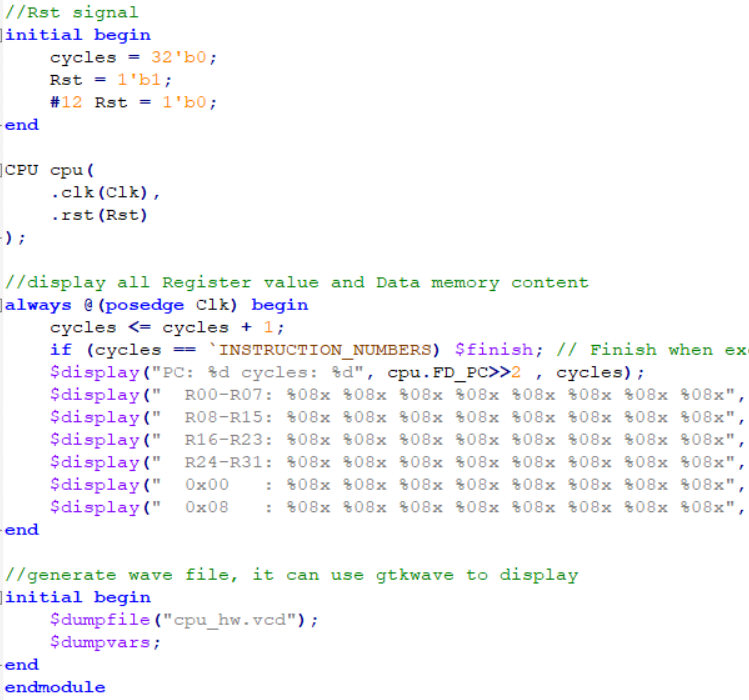 //Rst signal
initial begin
    cycles = 32'b0;
    Rst = 1'b1;
    #12 Rst = 1'b0;
end

CPU cpu(
    .clk(Clk),
    .rst(Rst)
);

//display all Register value and Data memory content
always @(posedge Clk) begin
    cycles <= cycles + 1;
    if (cycles == `INSTRUCTION_NUMBERS) $finish; // Finish when exe
    $display("PC: %d cycles: %d", cpu.FD_PC>>2 , cycles);
    $display("  R00-R07: %08x %08x %08x %08x %08x %08x %08x %08x",
    $display("  R08-R15: %08x %08x %08x %08x %08x %08x %08x %08x",
    $display("  R16-R23: %08x %08x %08x %08x %08x %08x %08x %08x",
    $display("  R24-R31: %08x %08x %08x %08x %08x %08x %08x %08x",
    $display("  0x00   : %08x %08x %08x %08x %08x %08x %08x %08x",
    $display("  0x08   : %08x %08x %08x %08x %08x %08x %08x %08x",
end

//generate wave file, it can use gtkwave to display
initial begin
    $dumpfile("cpu_hw.vcd");
    $dumpvars;
end
endmodule